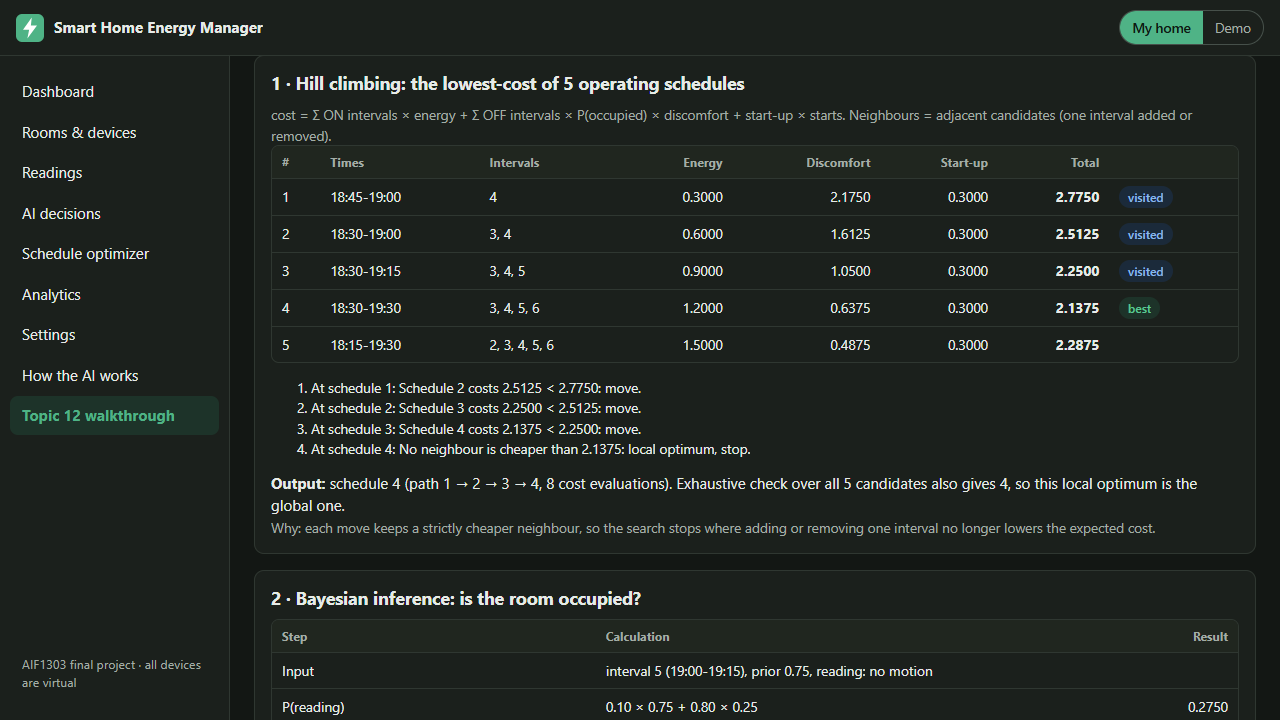 Smart Home Energy Manager
My home
Demo
Dashboard
Rooms & devices
Readings
AI decisions
Schedule optimizer
Analytics
Settings
How the AI works
Topic 12 walkthrough
AIF1303 final project · all devices
are virtual
1 · Hill climbing: the lowest-cost of 5 operating schedules
cost = Σ ON intervals × energy + Σ OFF intervals × P(occupied) × discomfort + start-up × starts. Neighbours = adjacent candidates (one interval added or
removed).
# Times Intervals Energy Discomfort Start-up Total
1 18:45-19:00 4 0.3000 2.1750 0.3000 2.7750 visited
2 18:30-19:00 3, 4 0.6000 1.6125 0.3000 2.5125 visited
3 18:30-19:15 3, 4, 5 0.9000 1.0500 0.3000 2.2500 visited
4 18:30-19:30 3, 4, 5, 6 1.2000 0.6375 0.3000 2.1375 best
5 18:15-19:30 2, 3, 4, 5, 6 1.5000 0.4875 0.3000 2.2875
1. At schedule 1: Schedule 2 costs 2.5125 < 2.7750: move.
2. At schedule 2: Schedule 3 costs 2.2500 < 2.5125: move.
3. At schedule 3: Schedule 4 costs 2.1375 < 2.2500: move.
4. At schedule 4: No neighbour is cheaper than 2.1375: local optimum, stop.
Output: schedule 4 (path 1 → 2 → 3 → 4, 8 cost evaluations). Exhaustive check over all 5 candidates also gives 4, so this local optimum is the
global one.
Why: each move keeps a strictly cheaper neighbour, so the search stops where adding or removing one interval no longer lowers the expected cost.
2 · Bayesian inference: is the room occupied?
Step Calculation Result
Input interval 5 (19:00-19:15), prior 0.75, reading: no motion
P(reading) 0.10 × 0.75 + 0.80 × 0.25 0.2750